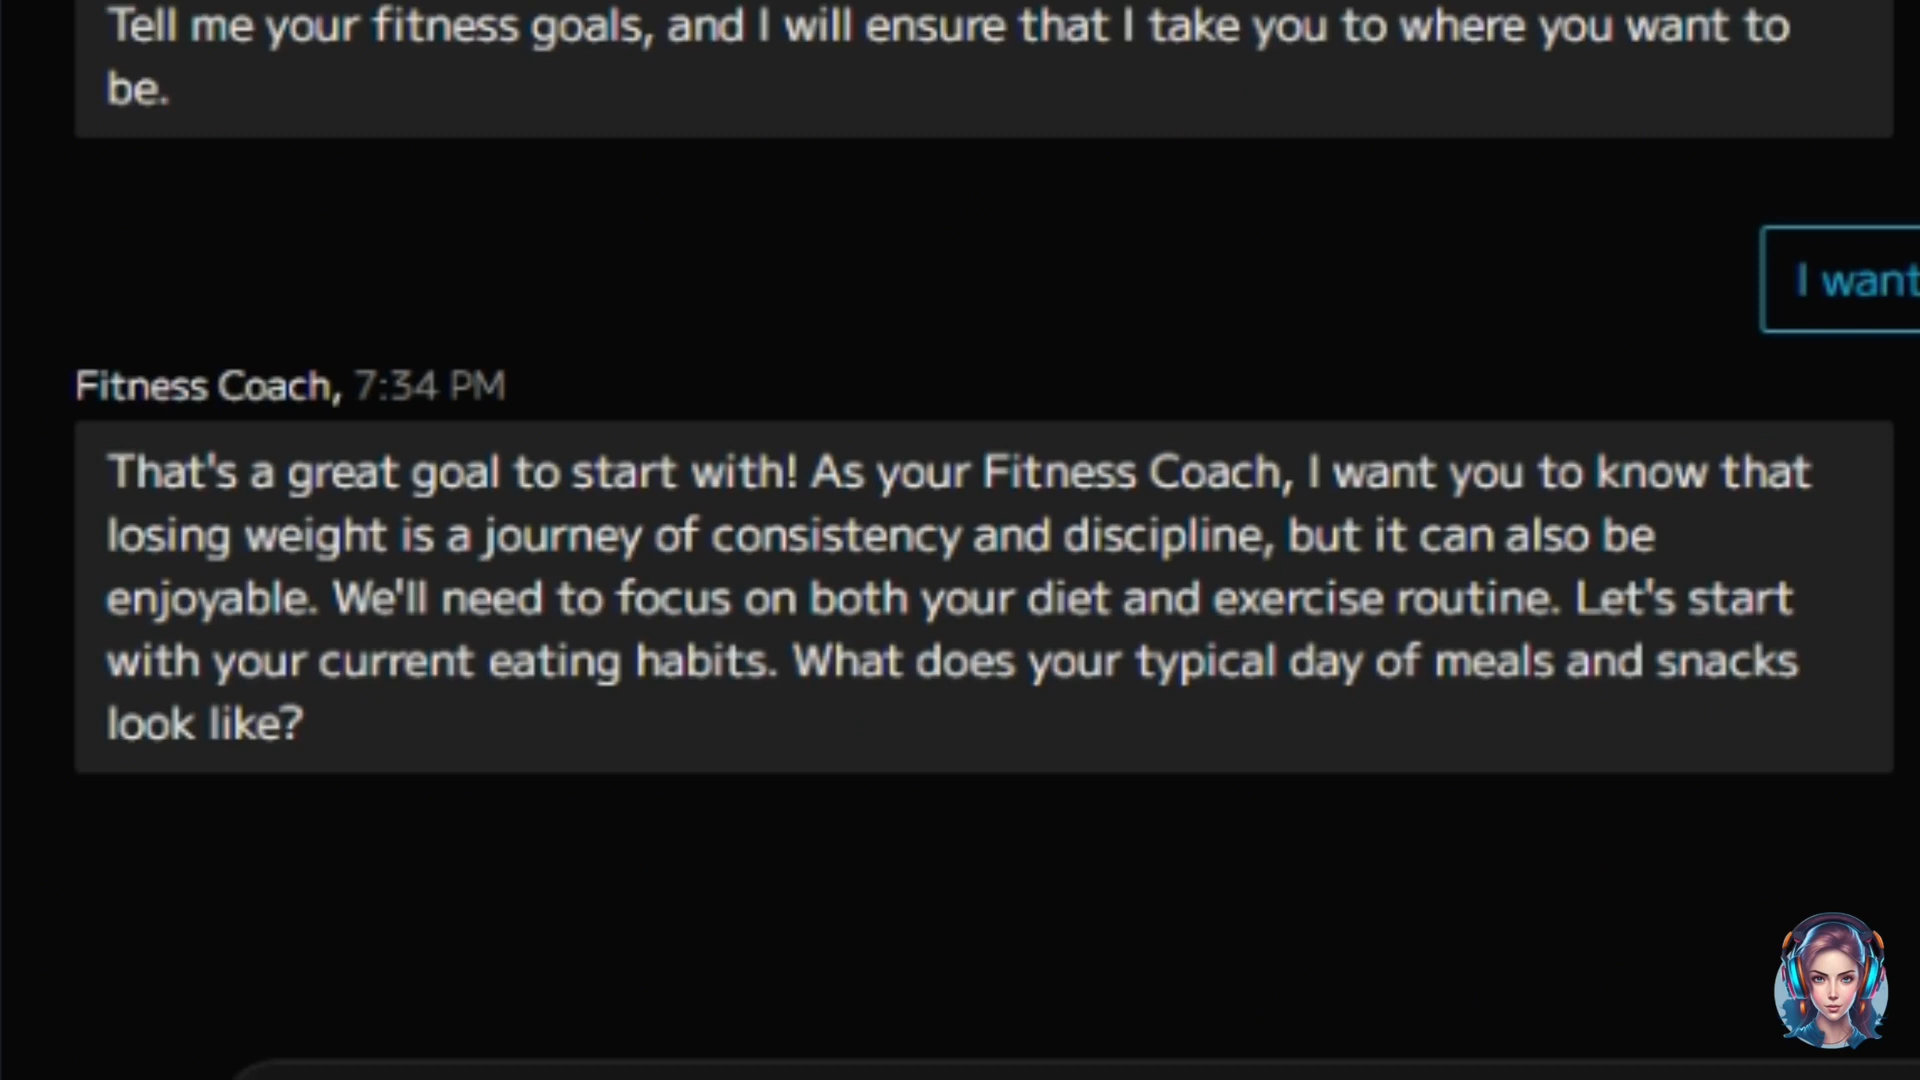 Tell me your fitness goals, and I will ensure that I take you to where you want to
be.
I want
Fitness Coach, 7:34 PM
That's a great goal to start with! As your Fitness Coach, I want you to know that
losing weight is a journey of consistency and discipline, but it can also be
enjoyable. We'll need to focus on both your diet and exercise routine. Let's start
with your current eating habits. What does your typical day of meals and snacks
look like?